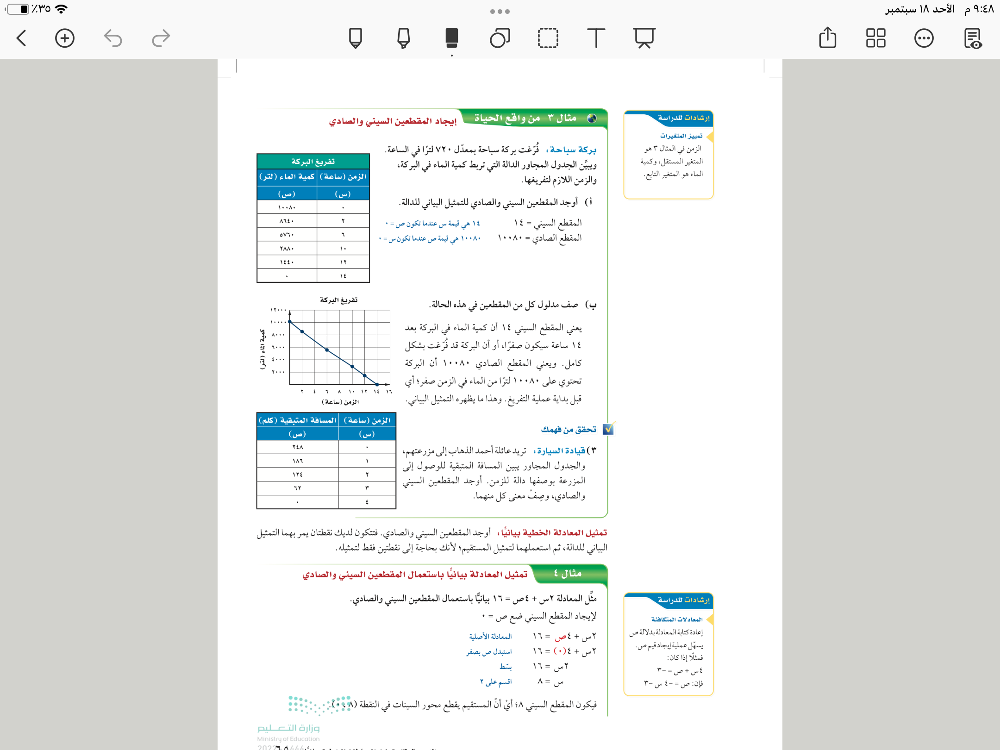 ٩:٤٨ م الأحد ١٨ سبتمبر
٪٣٥
مثال ٣ من واقع الحياة
إيجاد المقطعين السيني والصادي
بركة سباحة: فُرّغت بركة سباحة بمعدّل ٧٢٠ لترًا في الساعة.
ويبيِّن الجدول المجاور الدالة التي تربط كمية الماء في البركة،
والزمن اللازم لتفريغها.
أ) أوجد المقطعين السيني والصادي للتمثيل البياني للدالة.
المقطع السيني = ١٤ ١٤ هي قيمة س عندما تكون ص = ٠
المقطع الصادي = ١٠٠٨٠ ١٠٠٨٠ هي قيمة ص عندما تكون س = ٠
تفريغ البركة
الزمن (ساعة) كمية الماء (لتر)
(س) (ص)
٠ ١٠٠٨٠
٢ ٨٦٤٠
٦ ٥٧٦٠
١٠ ٢٨٨٠
١٢ ١٤٤٠
١٤ ٠
ب) صف مدلول كل من المقطعين في هذه الحالة.
يعني المقطع السيني ١٤ أن كمية الماء في البركة بعد
١٤ ساعة سيكون صفرًا، أو أن البركة قد فُرّغت بشكل
كامل. ويعني المقطع الصادي ١٠٠٨٠ أن البركة
تحتوي على ١٠٠٨٠ لترًا من الماء في الزمن صفر؛ أي
قبل بداية عملية التفريغ. وهذا ما يظهره التمثيل البياني.
تفريغ البركة
كمية الماء (لتر)
١٢٠٠٠
١٠٠٠٠
٨٠٠٠
٦٠٠٠
٤٠٠٠
٢٠٠٠
٢ ٤ ٦ ٨ ١٠ ١٢ ١٤ ١٦
الزمن (ساعة)
تحقق من فهمك
٣) قيادة السيارة: تريد عائلة أحمد الذهاب إلى مزرعتهم،
والجدول المجاور يبين المسافة المتبقية للوصول إلى
المزرعة بوصفها دالة للزمن. أوجد المقطعين السيني
والصادي، وصِفْ معنى كل منهما.
الزمن (ساعة) المسافة المتبقية (كلم)
(س) (ص)
٠ ٢٤٨
١ ١٨٦
٢ ١٢٤
٣ ٦٢
٤ ٠
تمثيل المعادلة الخطية بيانيًّا: أوجد المقطعين السيني والصادي. فتتكون لديك نقطتان يمر بهما التمثيل
البياني للدالة، ثم استعملهما لتمثيل المستقيم؛ لأنك بحاجة إلى نقطتين فقط لتمثيله.
مثال ٤
تمثيل المعادلة بيانيًّا باستعمال المقطعين السيني والصادي
مثِّل المعادلة ٢س + ٤ص = ١٦ بيانيًّا باستعمال المقطعين السيني والصادي.
لإيجاد المقطع السيني ضع ص = ٠
٢س + ٤ص = ١٦ المعادلة الأصلية
٢س + ٤(٠) = ١٦ استبدل ص بصفر
٢س = ١٦ بسّط
س = ٨ اقسم على ٢
فيكون المقطع السيني ٨؛ أيْ أنّ المستقيم يقطع محور السينات في النقطة (٨ ، ٠).
إرشادات للدراسة
تمييز المتغيرات
الزمن في المثال ٣ هو
المتغير المستقل، وكمية
الماء هو المتغير التابع.
إرشادات للدراسة
المعادلات المتكافئة
إعادة كتابة المعادلة بدلالة ص
يسهّل عملية إيجاد قيم ص.
فمثلًا إذا كان:
٤س + ص = –٣
فإن: ص = –٤ س –٣
وزارة التعليم
Ministry of Education